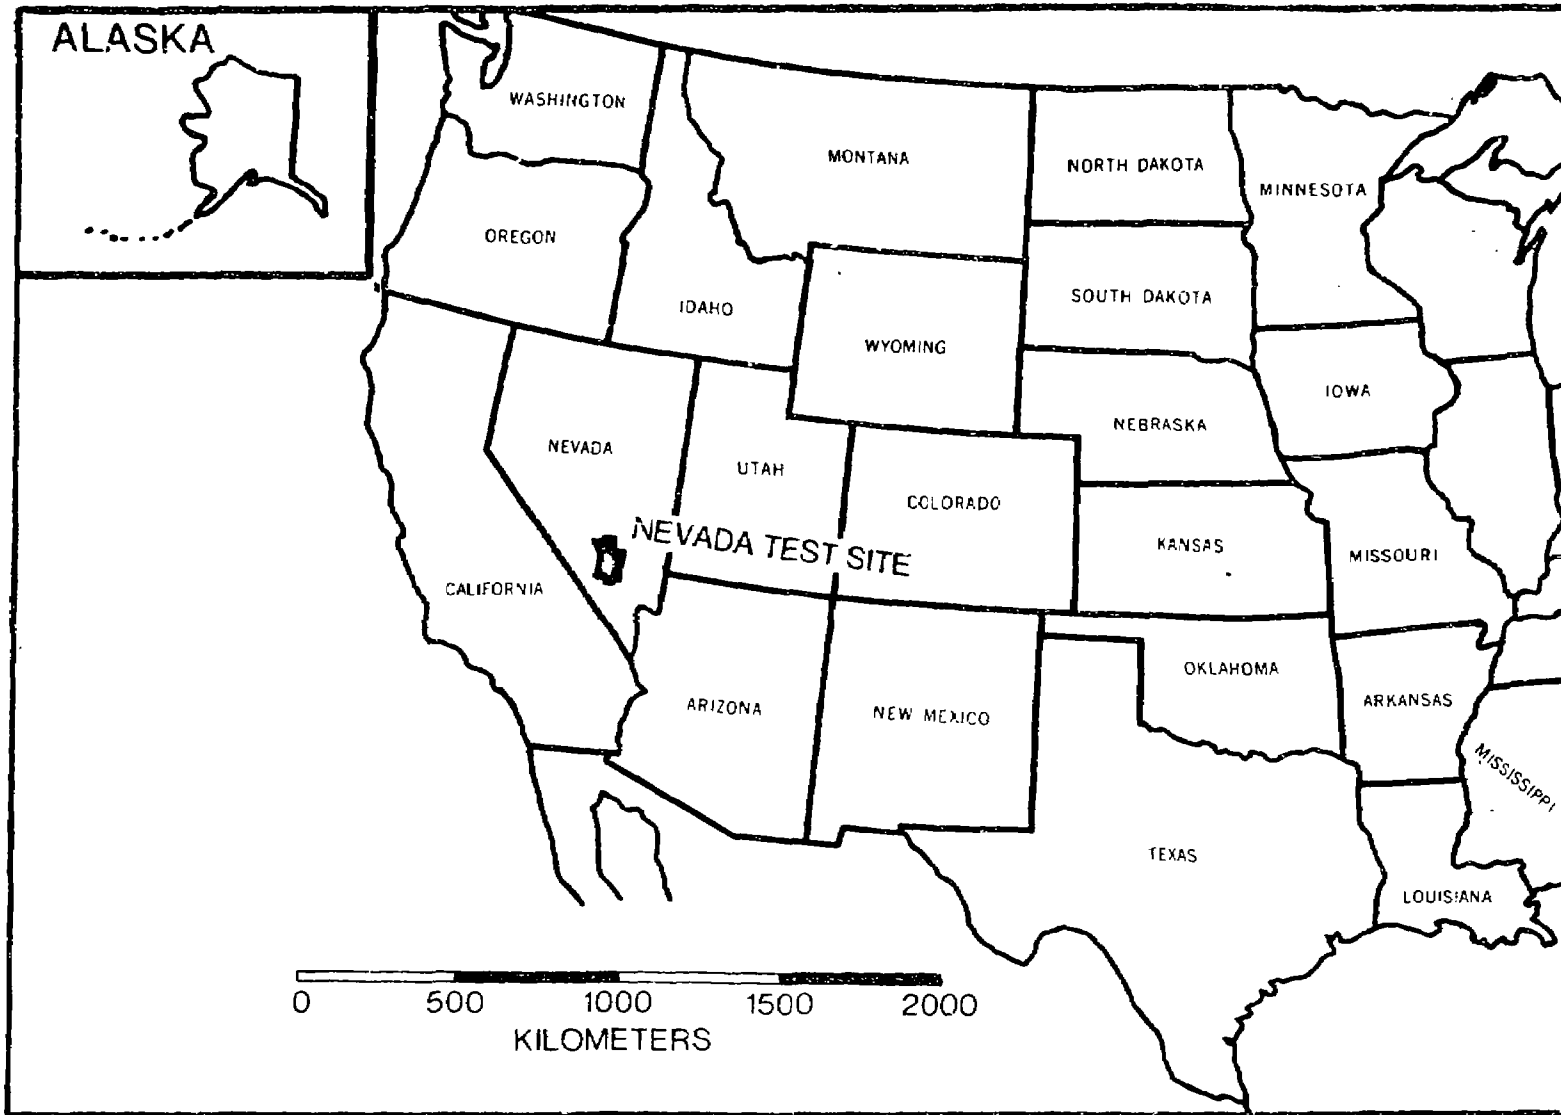 ALASKA
WASHINGTON
MONTANA
NORTH DAKOTA
MINNESOTA
OREGON
IDAHO
SOUTH DAKOTA
WYOMING
IOWA
NEBRASKA
NEVADA
UTAH
COLORADO
KANSAS
MISSOURI
NEVADA TEST SITE
CALIFORNIA
OKLAHOMA
ARIZONA
NEW MEXICO
ARKANSAS
MISSISSIPPI
TEXAS
LOUISIANA
0 500 1000 1500 2000
KILOMETERS